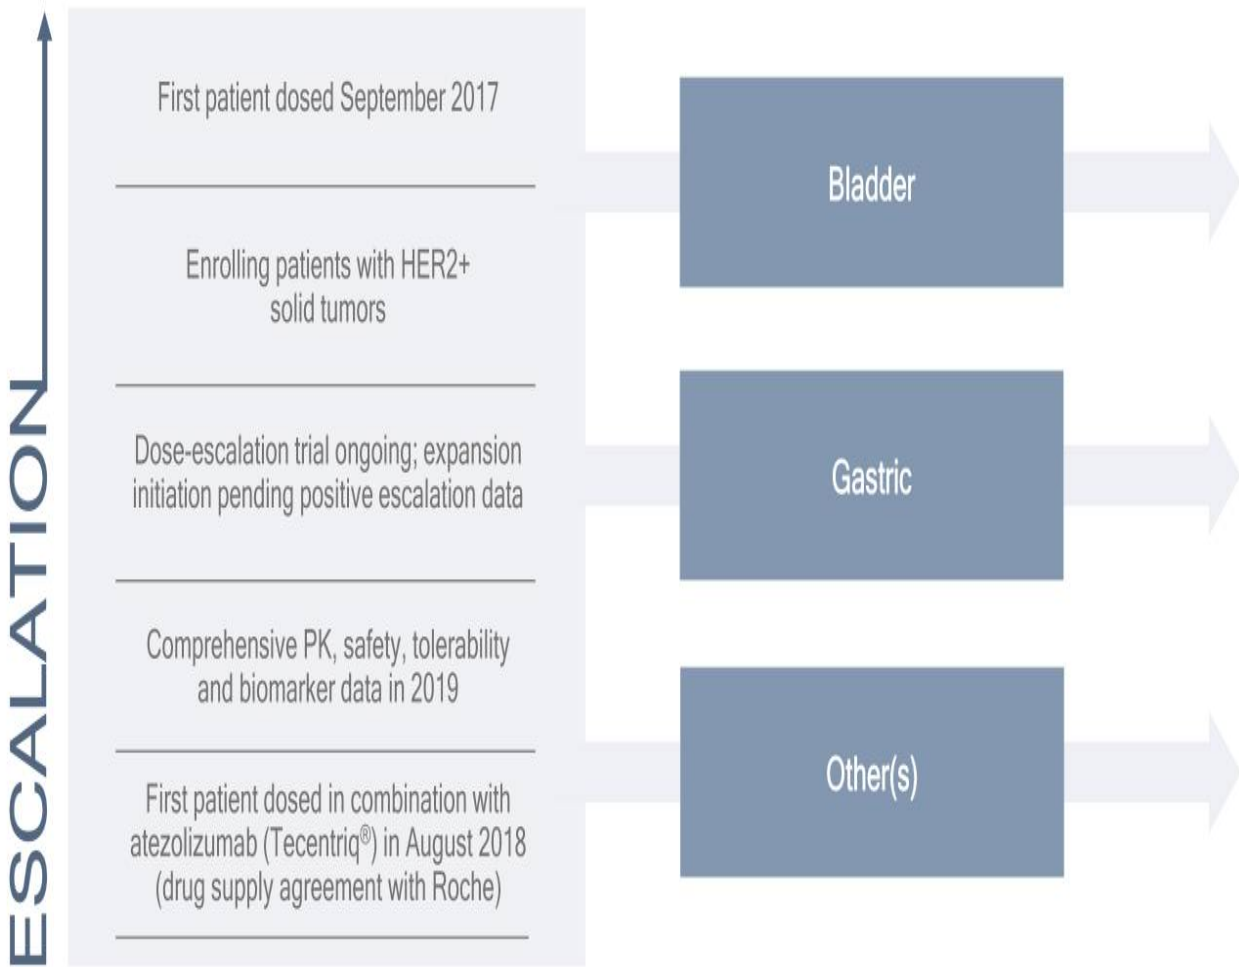 ESCALATION
First patient dosed September 2017
Enrolling patients with HER2+
solid tumors
Dose-escalation trial ongoing; expansion
initiation pending positive escalation data
Comprehensive PK, safety, tolerability
and biomarker data in 2019
First patient dosed in combination with
atezolizumab (Tecentriq®) in August 2018
(drug supply agreement with Roche)
Bladder
Gastric
Other(s)